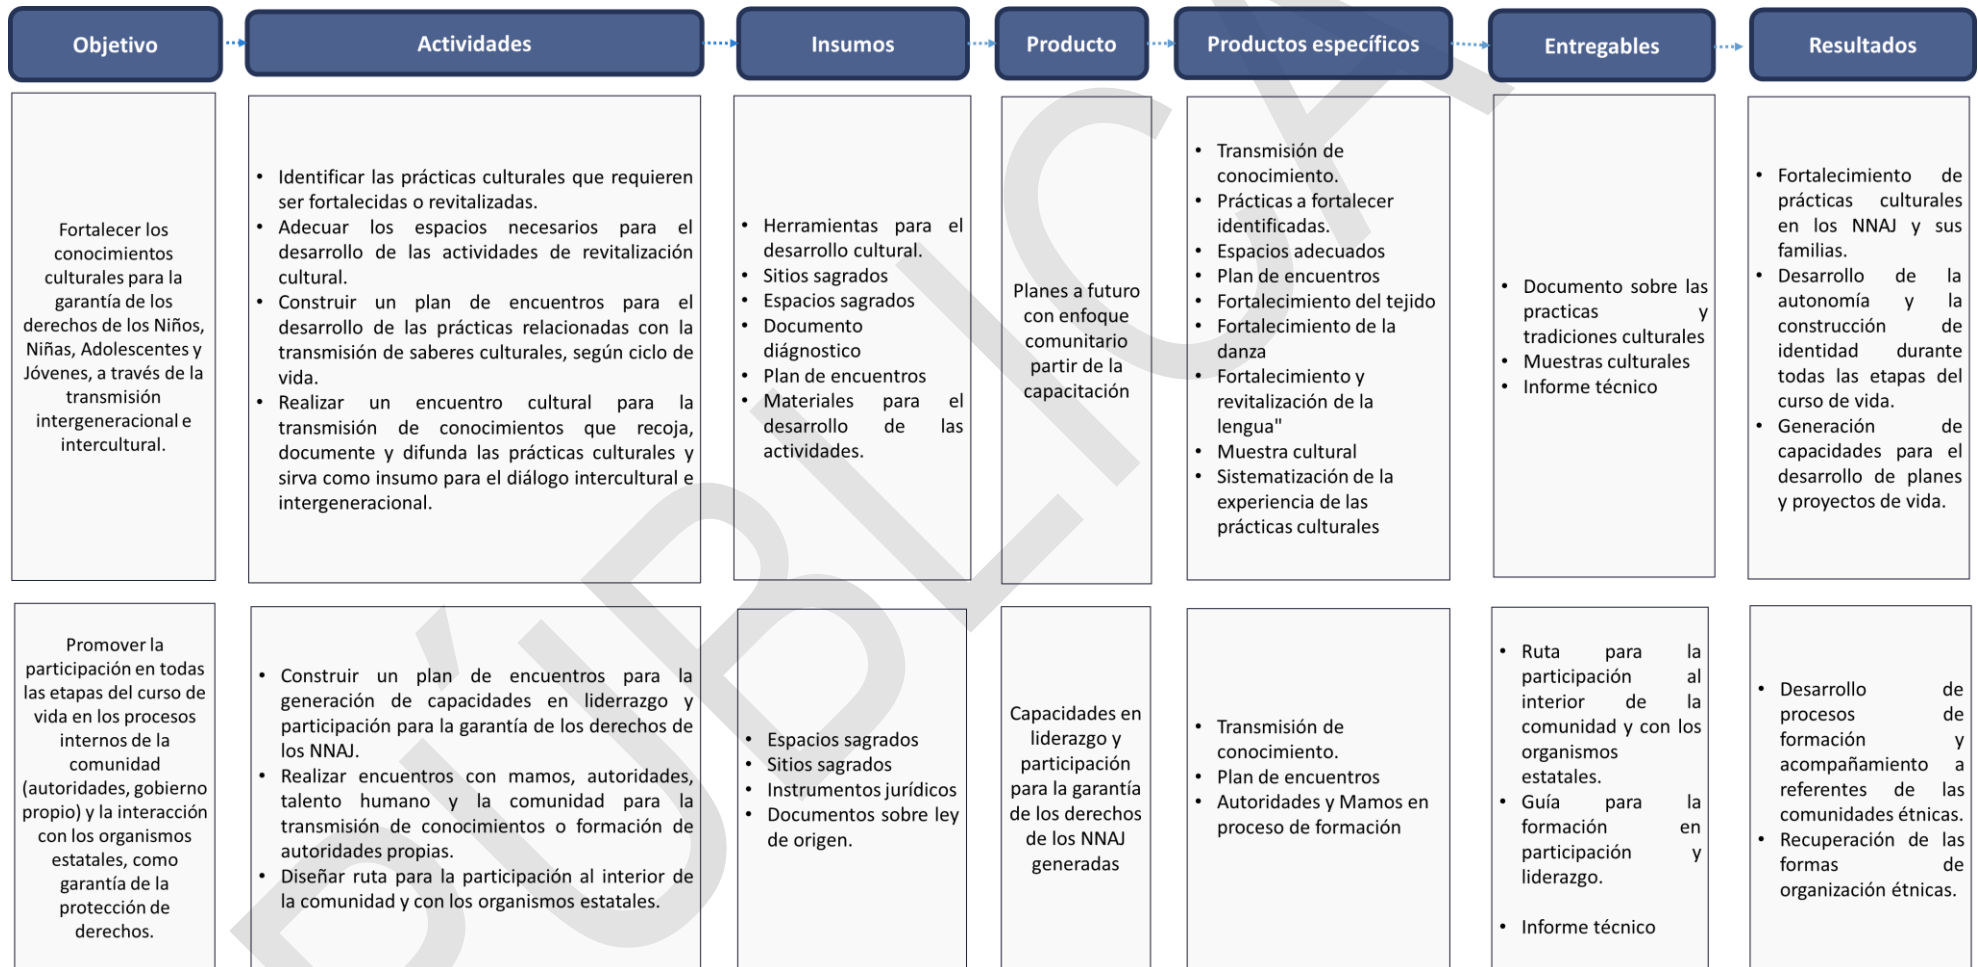 Objetivo
Actividades
Insumos
Producto
Productos específicos
Entregables
Resultados
Fortalecer los
conocimientos
culturales para la
garantía de los
derechos de los Niños,
Niñas, Adolescentes y
Jóvenes, a través de la
transmisión
intergeneracional e
intercultural.
• Identificar las prácticas culturales que requieren
ser fortalecidas o revitalizadas.
• Adecuar los espacios necesarios para el
desarrollo de las actividades de revitalización
cultural.
• Construir un plan de encuentros para el
desarrollo de las prácticas relacionadas con la
transmisión de saberes culturales, según ciclo de
vida.
• Realizar un encuentro cultural para la
transmisión de conocimientos que recoja,
documente y difunda las prácticas culturales y
sirva como insumo para el diálogo intercultural e
intergeneracional.
• Herramientas para el
desarrollo cultural.
• Sitios sagrados
• Espacios sagrados
• Documento
diágnostico
• Plan de encuentros
• Materiales para el
desarrollo de las
actividades.
Planes a futuro
con enfoque
comunitario
partir de la
capacitación
• Transmisión de
conocimiento.
• Prácticas a fortalecer
identificadas.
• Espacios adecuados
• Plan de encuentros
• Fortalecimiento del tejido
• Fortalecimiento de la
danza
• Fortalecimiento y
revitalización de la
lengua"
• Muestra cultural
• Sistematización de la
experiencia de las
prácticas culturales
• Documento sobre las
practicas y
tradiciones culturales
• Muestras culturales
• Informe técnico
• Fortalecimiento de
prácticas culturales
en los NNAJ y sus
familias.
• Desarrollo de la
autonomía y la
construcción de
identidad durante
todas las etapas del
curso de vida.
• Generación de
capacidades para el
desarrollo de planes
y proyectos de vida.
Promover la
participación en todas
las etapas del curso de
vida en los procesos
internos de la
comunidad
(autoridades, gobierno
propio) y la interacción
con los organismos
estatales, como
garantía de la
protección de
derechos.
• Construir un plan de encuentros para la
generación de capacidades en liderrazgo y
participación para la garantía de los derechos de
los NNAJ.
• Realizar encuentros con mamos, autoridades,
talento humano y la comunidad para la
transmisión de conocimientos o formación de
autoridades propias.
• Diseñar ruta para la participación al interior de
la comunidad y con los organismos estatales.
• Espacios sagrados
• Sitios sagrados
• Instrumentos jurídicos
• Documentos sobre ley
de origen.
Capacidades en
liderazgo y
participación
para la garantía
de los derechos
de los NNAJ
generadas
• Transmisión de
conocimiento.
• Plan de encuentros
• Autoridades y Mamos en
proceso de formación
• Ruta para la
participación al
interior de la
comunidad y con los
organismos
estatales.
• Guía para la
formación en
participación y
liderazgo.
• Informe técnico
• Desarrollo de
procesos de
formación y
acompañamiento a
referentes de las
comunidades étnicas.
• Recuperación de las
formas de
organización étnicas.
PÚBLICA